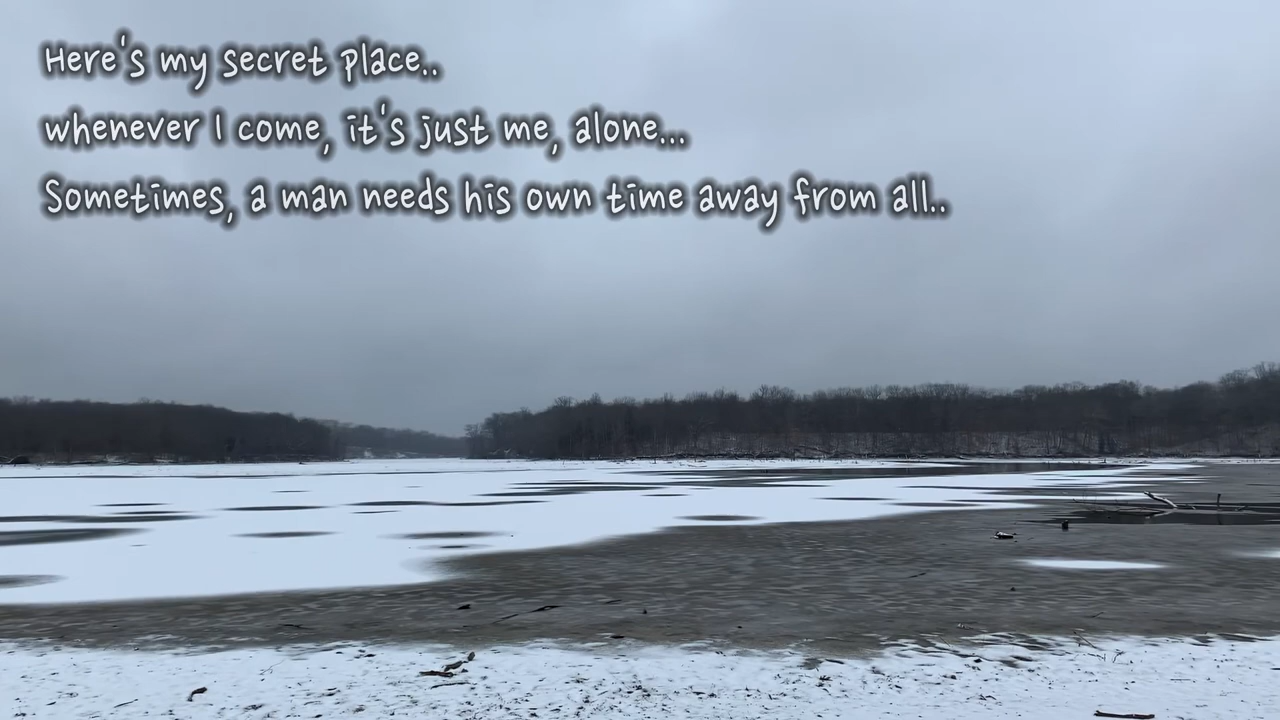 Here's my secret place..
whenever I come, it's just me, alone...
Sometimes, a man needs his own time away from all..